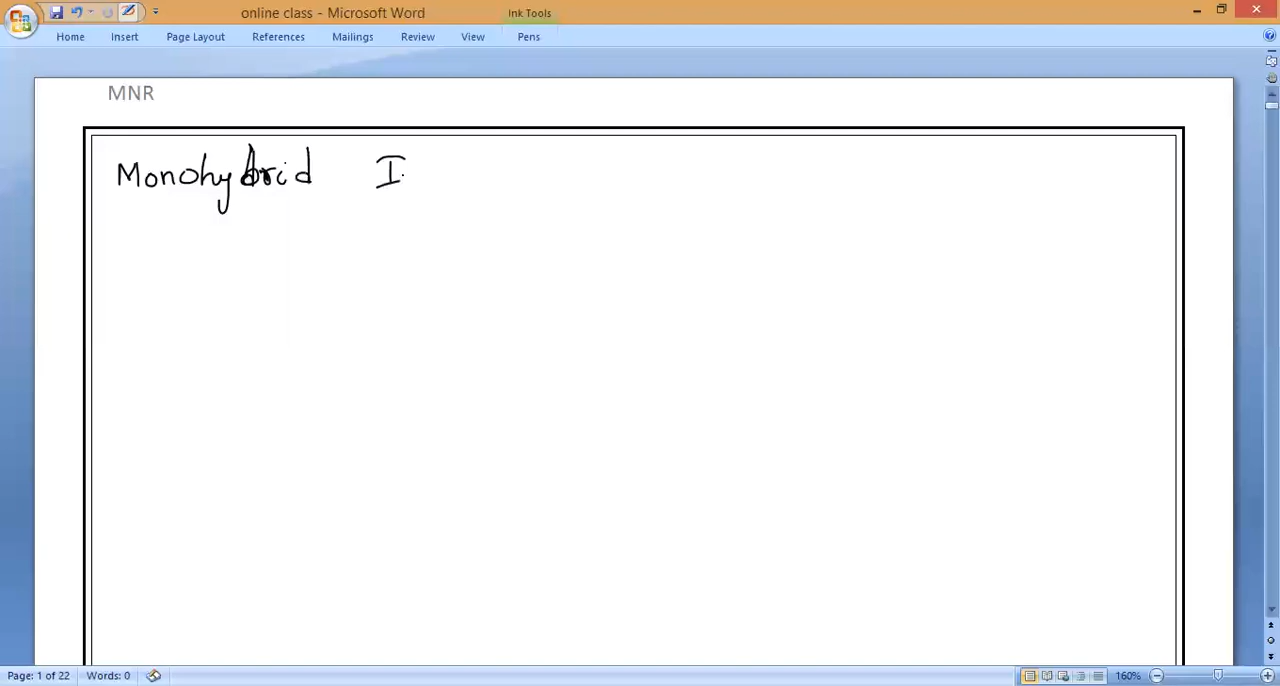 online class - Microsoft Word
Ink Tools
Home Insert Page Layout References Mailings Review View Pens
MNR
Monohybrid I
Page: 1 of 22 Words: 0 160%